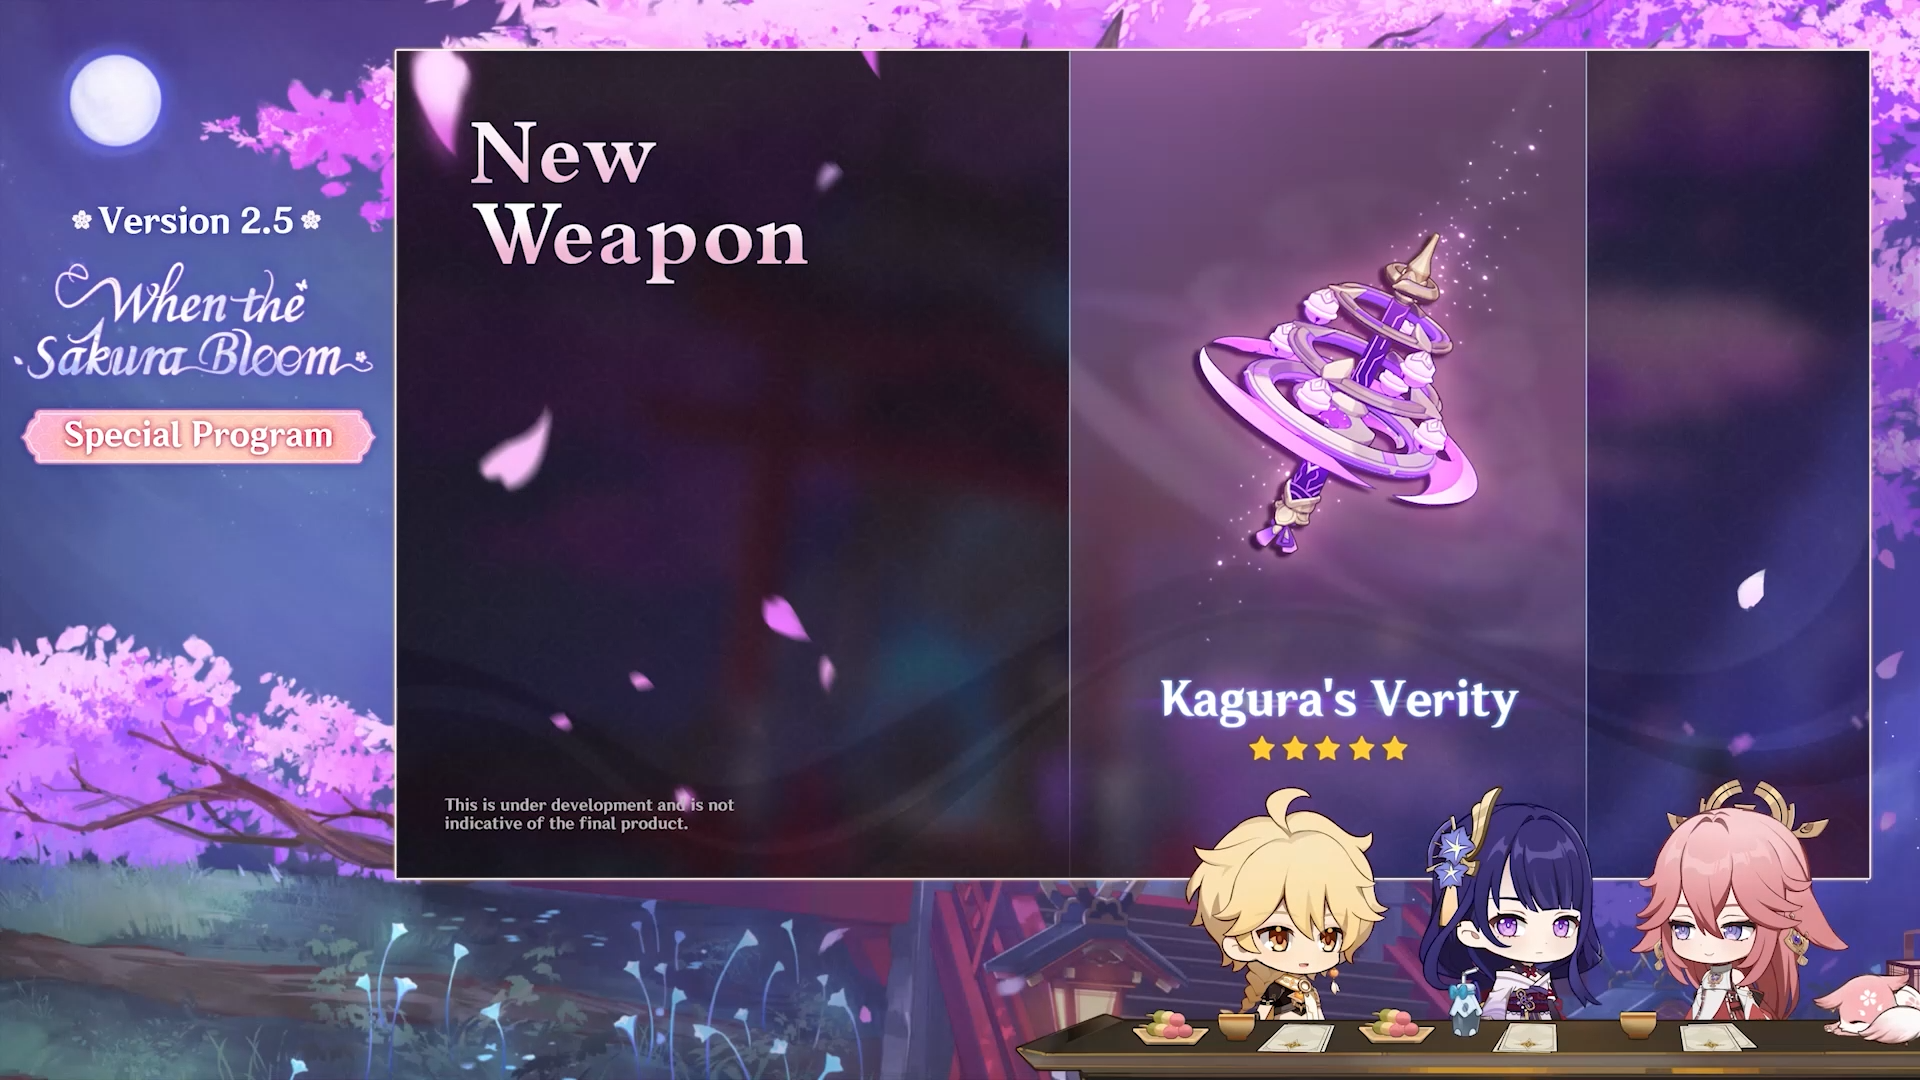 Version 2.5
When the
Sakura Bloom
Special Program
New
Weapon
Kagura's Verity
This is under development and is not
indicative of the final product.